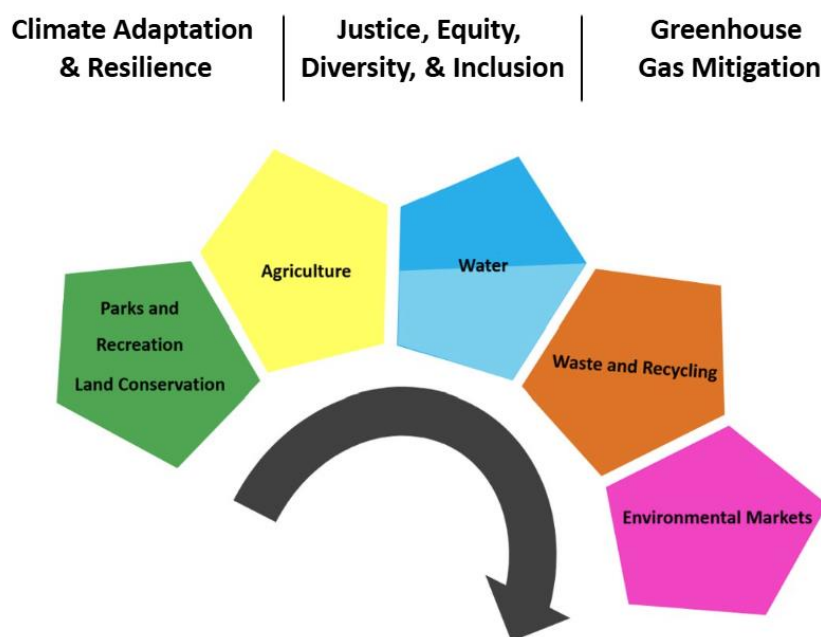 Climate Adaptation
& Resilience
Justice, Equity,
Diversity, & Inclusion
Greenhouse
Gas Mitigation
Parks and
Recreation
Land Conservation
Agriculture
Water
Waste and Recycling
Environmental Markets